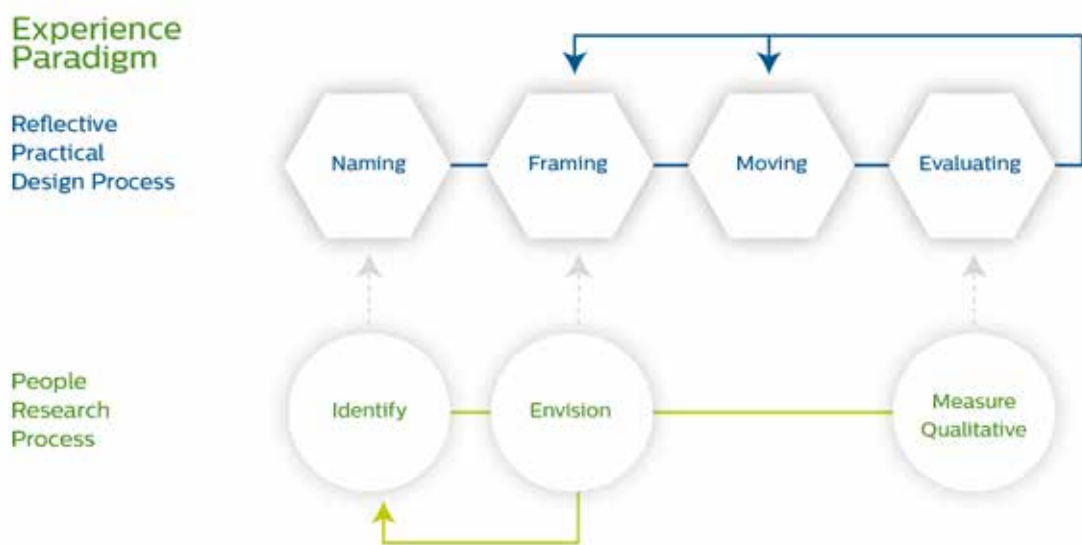 Experience
Paradigm
Reflective
Practical
Design Process
Naming
Framing
Moving
Evaluating
People
Research
Process
Identify
Envision
Measure
Qualitative